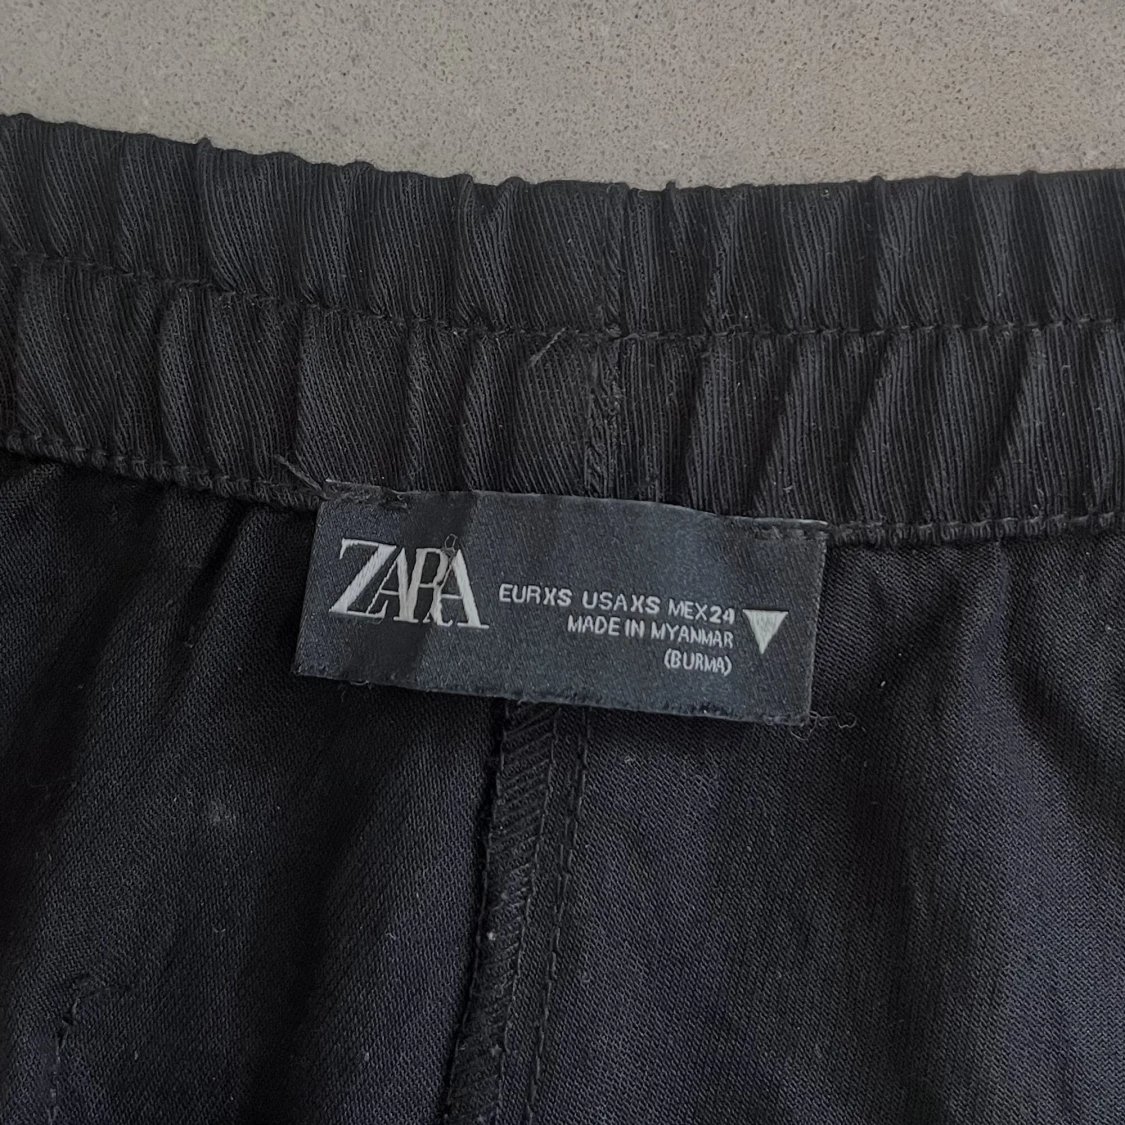 ZARA
EUR XS USA XS MEX 24
MADE IN MYANMAR
(BURMA)